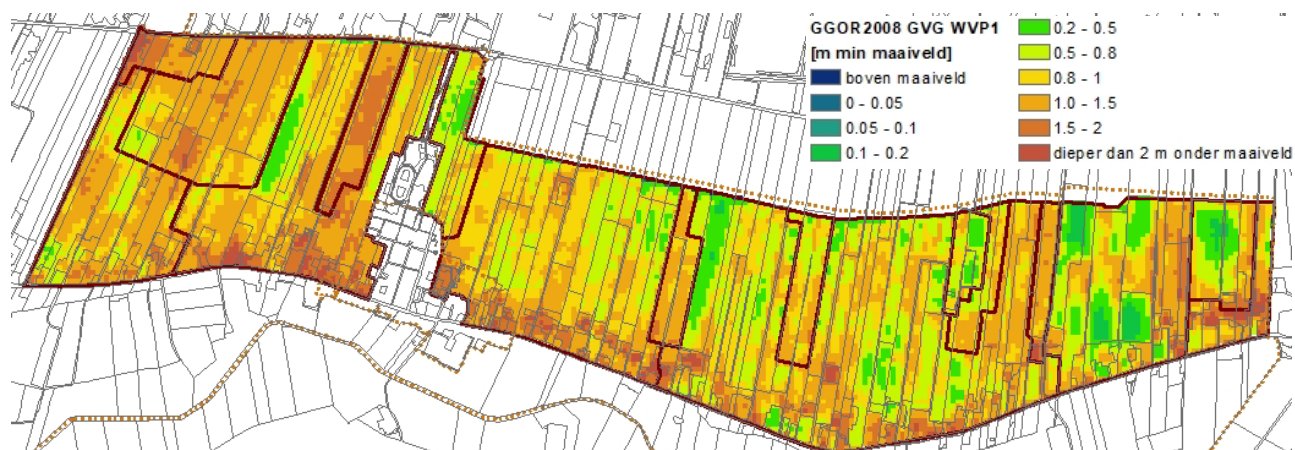 GGOR2008 GVG WVP1
[m min maaiveld]
boven maaiveld
0 - 0.05
0.05 - 0.1
0.1 - 0.2
0.2 - 0.5
0.5 - 0.8
0.8 - 1
1.0 - 1.5
1.5 - 2
dieper dan 2 m onder maaiveld